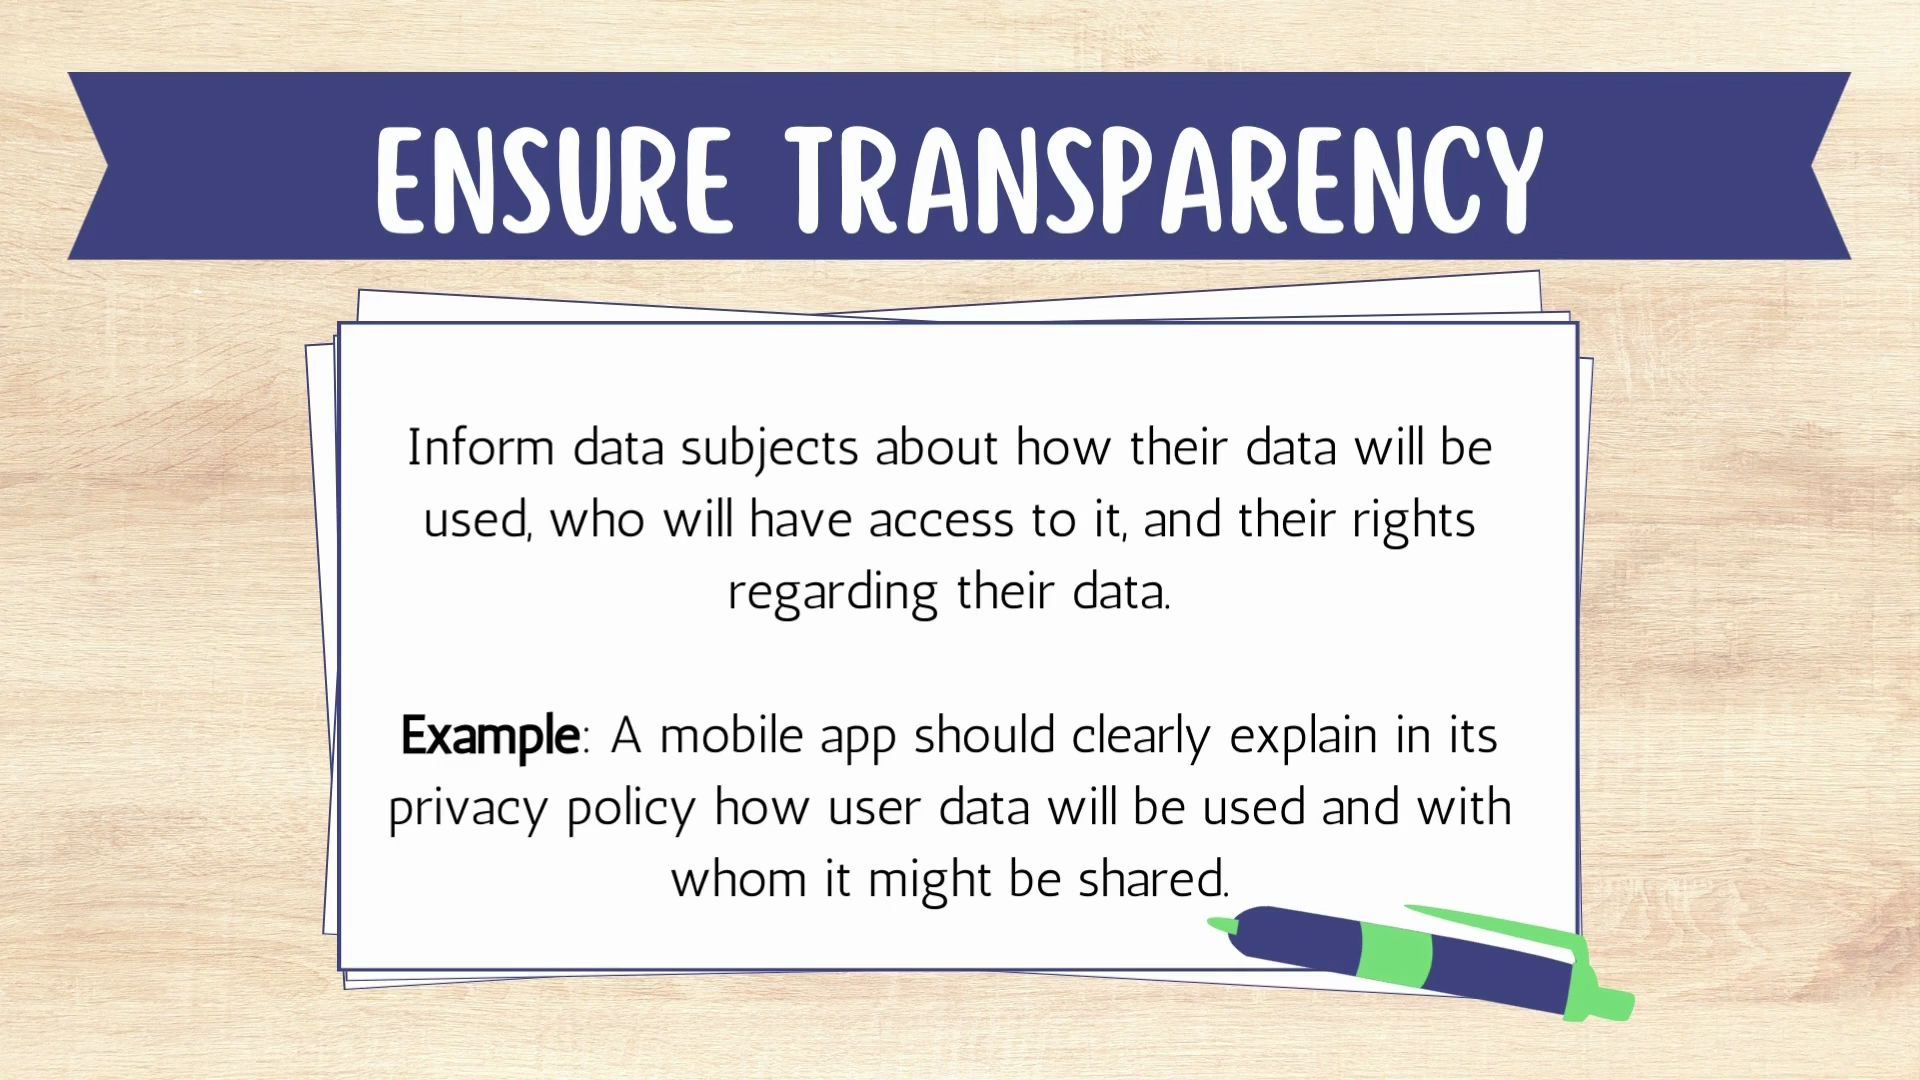 ENSURE TRANSPARENCY
Inform data subjects about how their data will be
used, who will have access to it, and their rights
regarding their data.
Example: A mobile app should clearly explain in its
privacy policy how user data will be used and with
whom it might be shared.